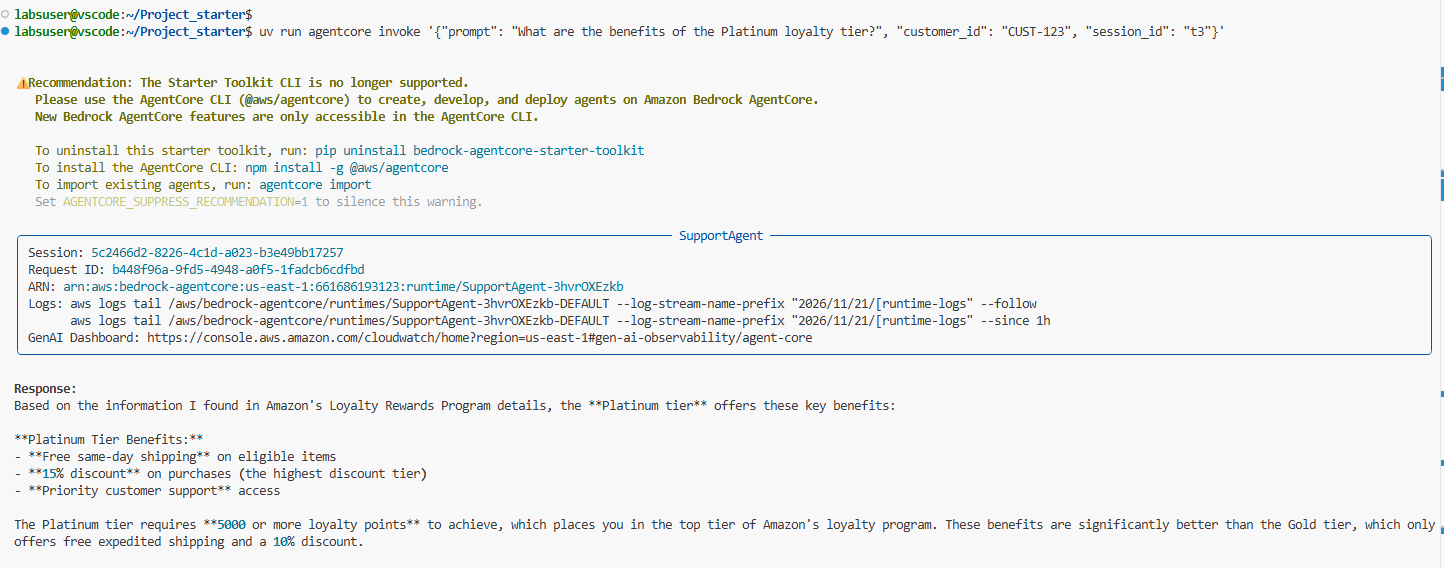 labsuser@vscode:~/Project_starter$
labsuser@vscode:~/Project_starter$ uv run agentcore invoke '{"prompt": "What are the benefits of the Platinum loyalty tier?", "customer_id": "CUST-123", "session_id": "t3"}'
⚠️Recommendation: The Starter Toolkit CLI is no longer supported.
Please use the AgentCore CLI (@aws/agentcore) to create, develop, and deploy agents on Amazon Bedrock AgentCore.
New Bedrock AgentCore features are only accessible in the AgentCore CLI.
To uninstall this starter toolkit, run: pip uninstall bedrock-agentcore-starter-toolkit
To install the AgentCore CLI: npm install -g @aws/agentcore
To import existing agents, run: agentcore import
Set AGENTCORE_SUPPRESS_RECOMMENDATION=1 to silence this warning.
SupportAgent
Session: 5c2466d2-8226-4c1d-a023-b3e49bb17257
Request ID: b448f96a-9fd5-4948-a0f5-1fadcb6cdfbd
ARN: arn:aws:bedrock-agentcore:us-east-1:661686193123:runtime/SupportAgent-3hvrOXEzkb
Logs: aws logs tail /aws/bedrock-agentcore/runtimes/SupportAgent-3hvrOXEzkb-DEFAULT --log-stream-name-prefix "2026/11/21/[runtime-logs" --follow
aws logs tail /aws/bedrock-agentcore/runtimes/SupportAgent-3hvrOXEzkb-DEFAULT --log-stream-name-prefix "2026/11/21/[runtime-logs" --since 1h
GenAI Dashboard: https://console.aws.amazon.com/cloudwatch/home?region=us-east-1#gen-ai-observability/agent-core
Response:
Based on the information I found in Amazon's Loyalty Rewards Program details, the **Platinum tier** offers these key benefits:
**Platinum Tier Benefits:**
- **Free same-day shipping** on eligible items
- **15% discount** on purchases (the highest discount tier)
- **Priority customer support** access
The Platinum tier requires **5000 or more loyalty points** to achieve, which places you in the top tier of Amazon's loyalty program. These benefits are significantly better than the Gold tier, which only
offers free expedited shipping and a 10% discount.